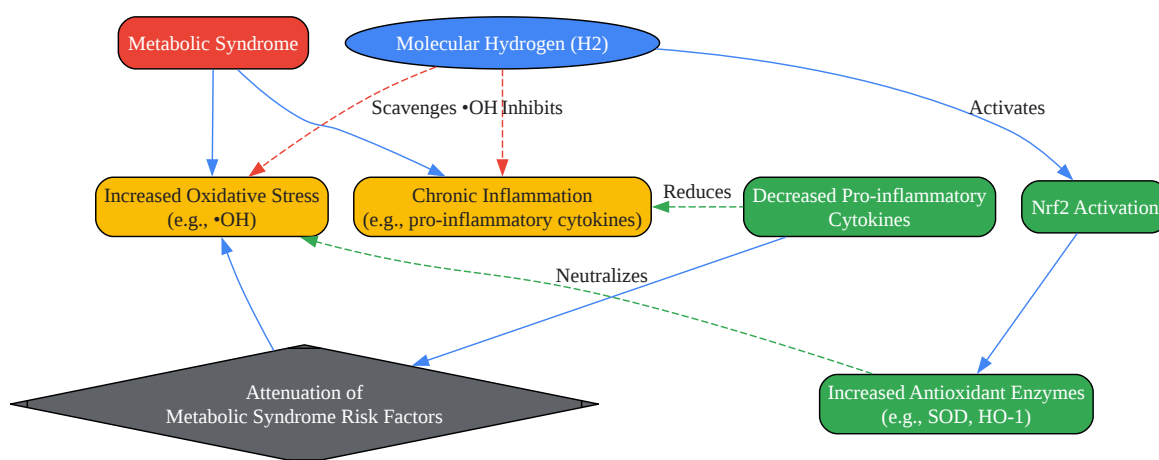 Metabolic Syndrome
Molecular Hydrogen (H2)
Scavenges •OH
Inhibits
Activates
Increased Oxidative Stress
(e.g., •OH)
Chronic Inflammation
(e.g., pro-inflammatory cytokines)
Reduces
Decreased Pro-inflammatory
Cytokines
Nrf2 Activation
Neutralizes
Attenuation of
Metabolic Syndrome Risk Factors
Increased Antioxidant Enzymes
(e.g., SOD, HO-1)